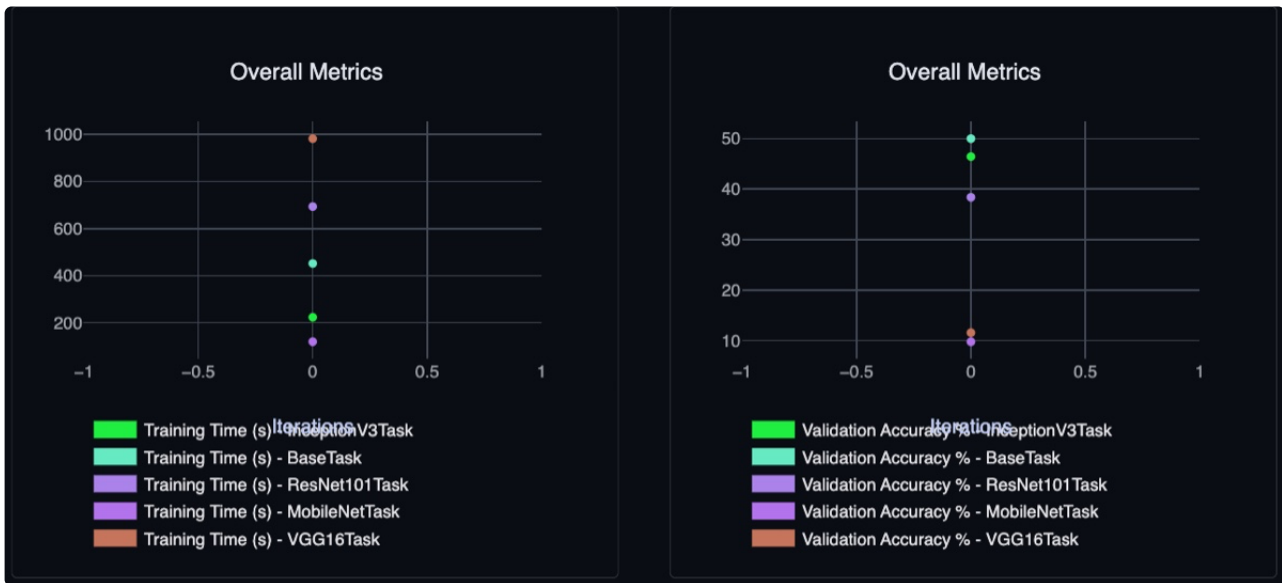 Overall Metrics
1000
800
600
400
200
−1
−0.5
0
0.5
1
Iterations
Training Time (s) - InceptionV3Task
Training Time (s) - BaseTask
Training Time (s) - ResNet101Task
Training Time (s) - MobileNetTask
Training Time (s) - VGG16Task
Overall Metrics
50
40
30
20
10
−1
−0.5
0
0.5
1
Iterations
Validation Accuracy % - InceptionV3Task
Validation Accuracy % - BaseTask
Validation Accuracy % - ResNet101Task
Validation Accuracy % - MobileNetTask
Validation Accuracy % - VGG16Task